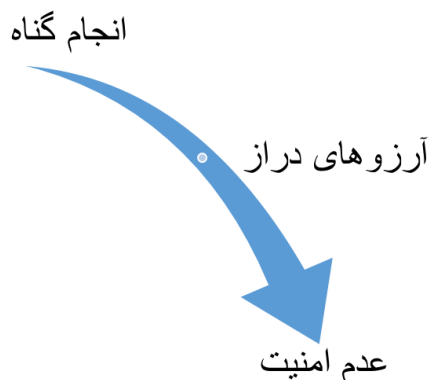 انجام گناه
آرزوهای دراز
عدم امنیت